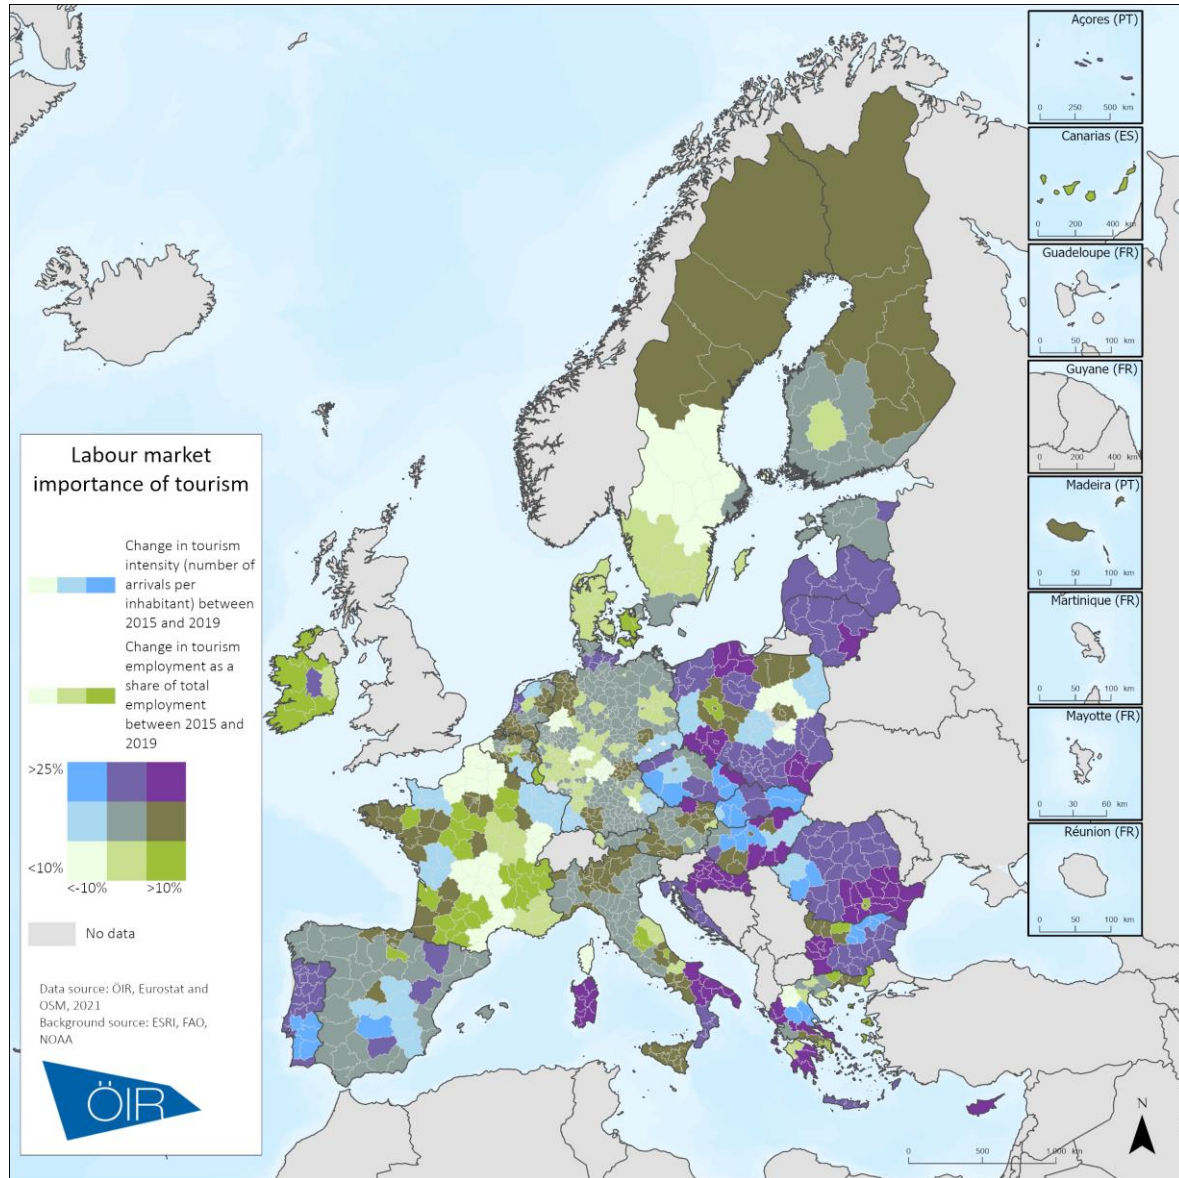 Labour market
importance of tourism
Change in tourism
intensity (number of
arrivals per
inhabitant) between
2015 and 2019
Change in tourism
employment as a
share of total
employment
between 2015 and
2019
>25%
<10%
<-10% >10%
No data
Data source: ÖIR, Eurostat and
OSM, 2021
Background source: ESRI, FAO,
NOAA
ÖIR
Açores (PT)
0 250 500 km
Canarias (ES)
0 200 400 km
Guadeloupe (FR)
0 50 100 km
Guyane (FR)
0 200 400 km
Madeira (PT)
0 50 100 km
Martinique (FR)
0 50 100 km
Mayotte (FR)
0 30 60 km
Réunion (FR)
0 50 100 km
N
0 500 1.000 km